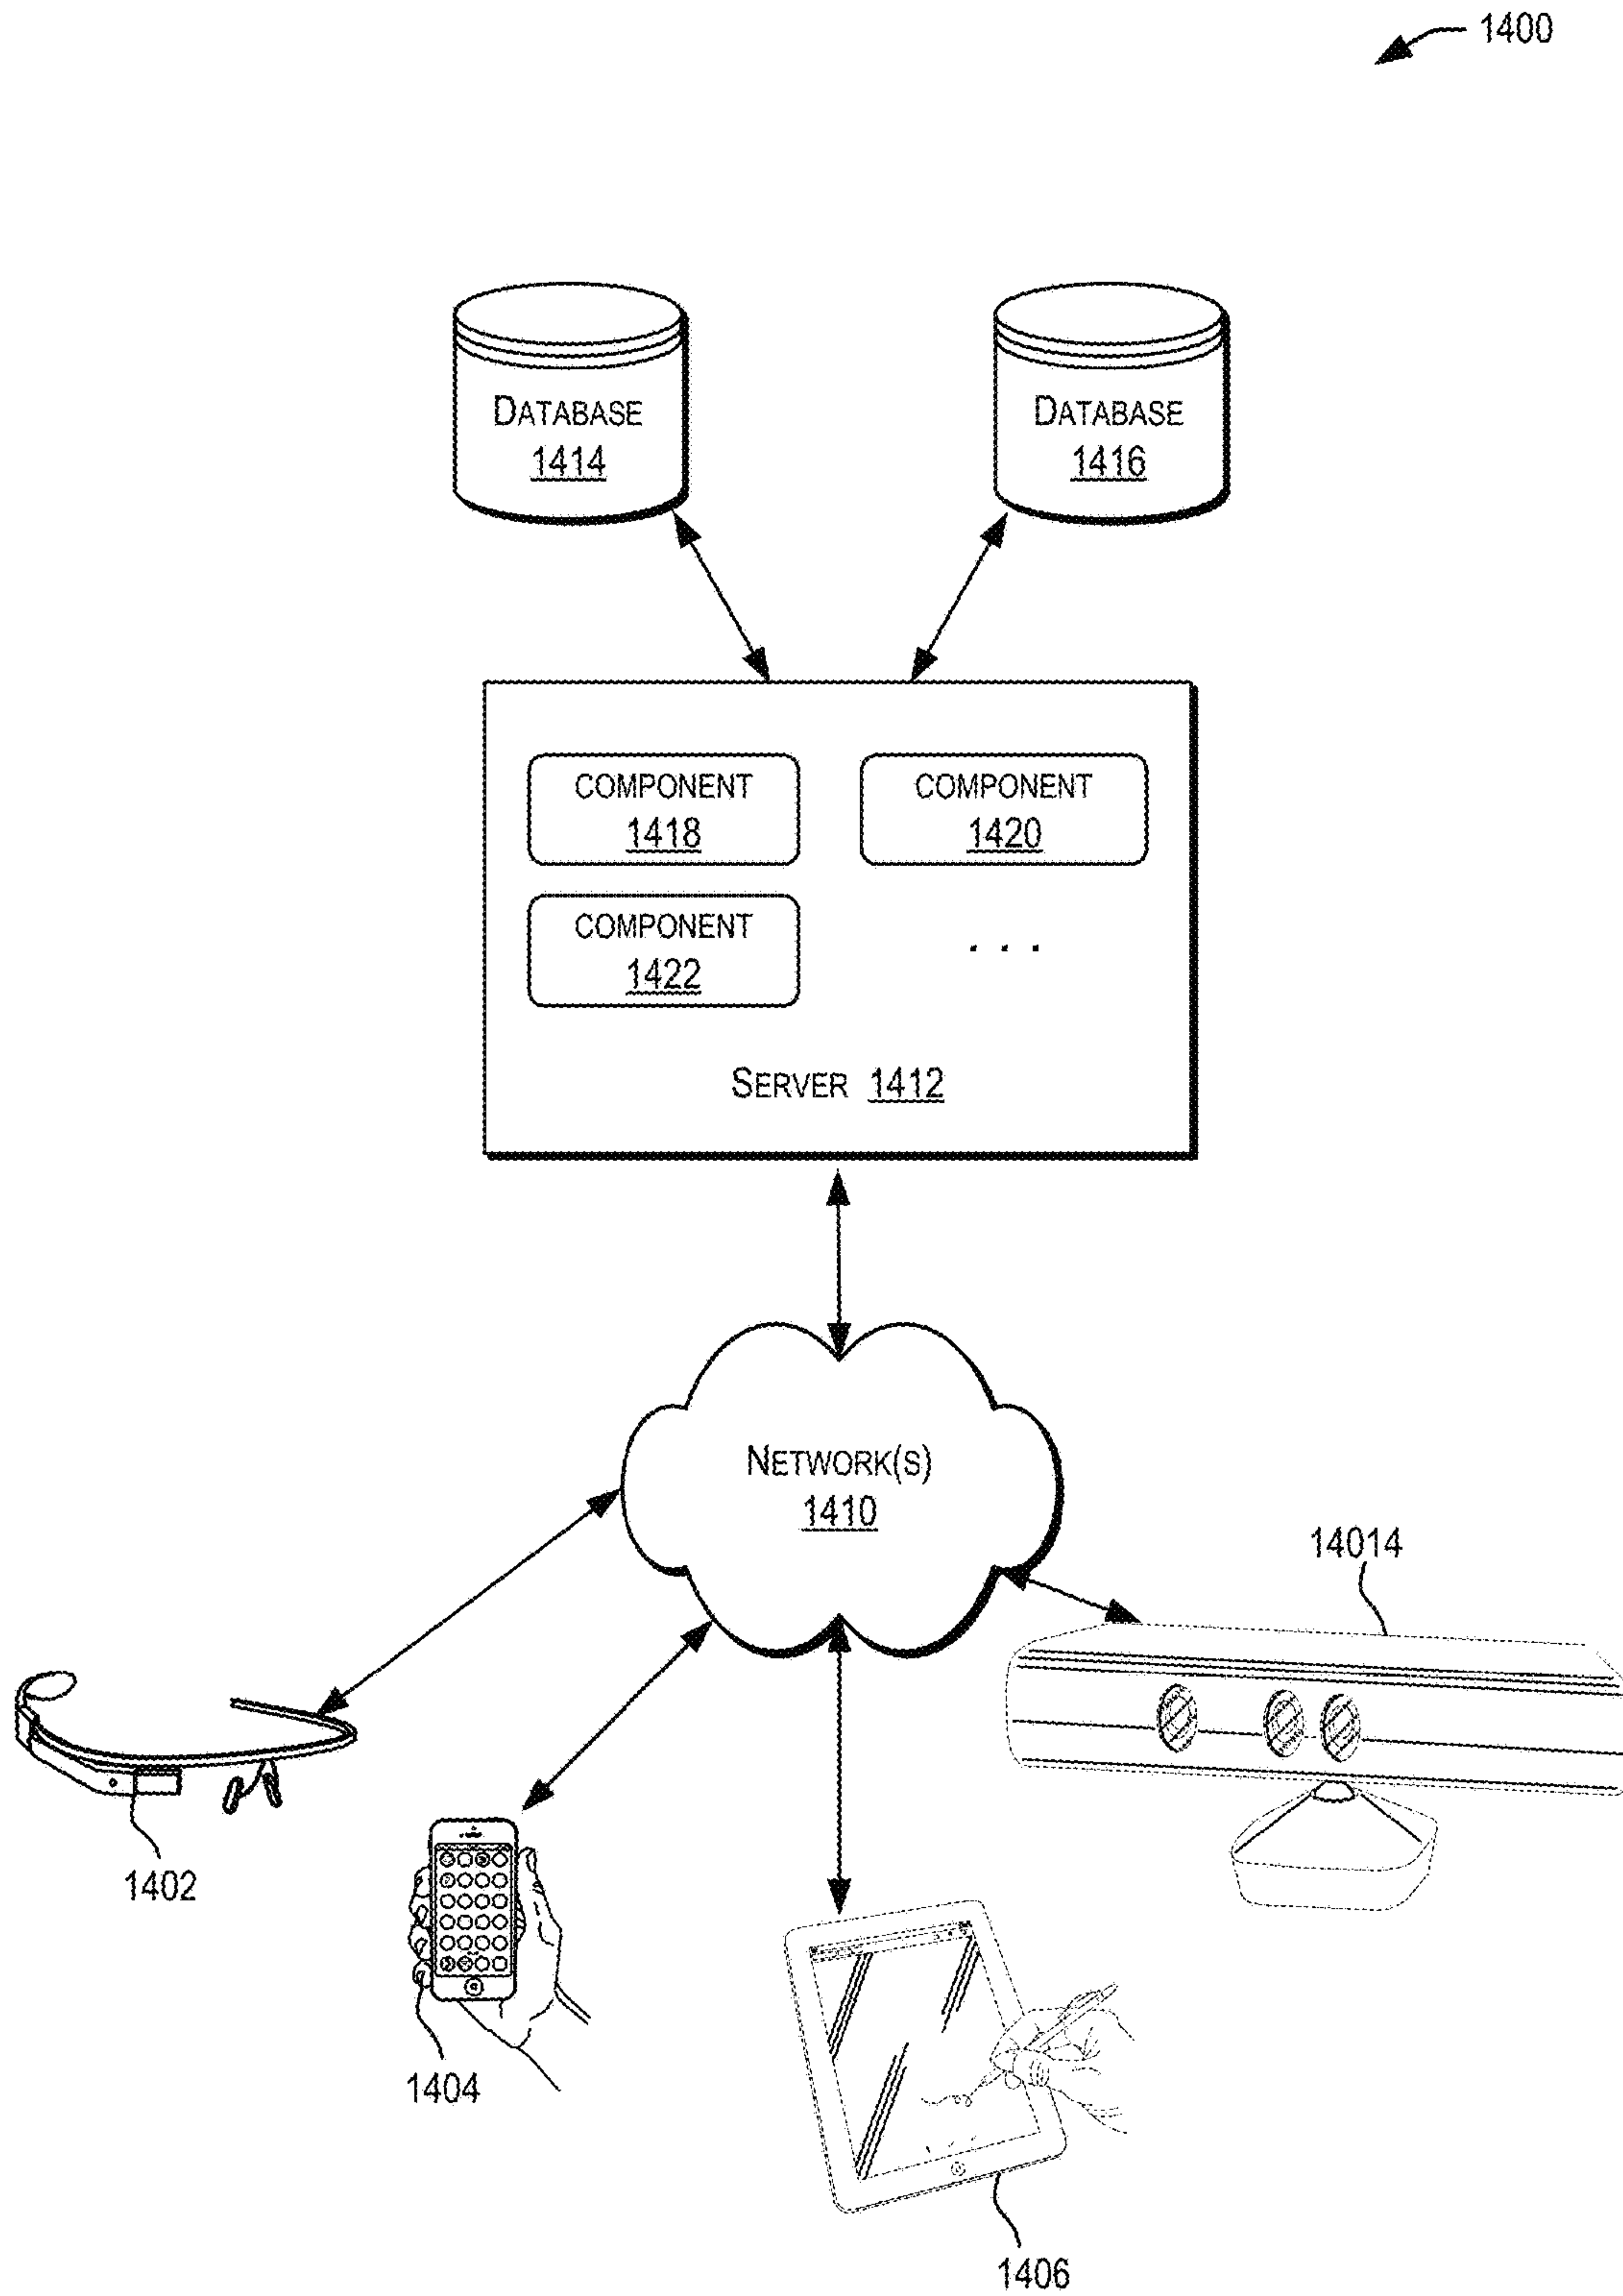 1400
DATABASE
1414
DATABASE
1416
COMPONENT
1418
COMPONENT
1420
COMPONENT
1422
. . .
SERVER 1412
NETWORK(S)
1410
14014
1402
1404
1406